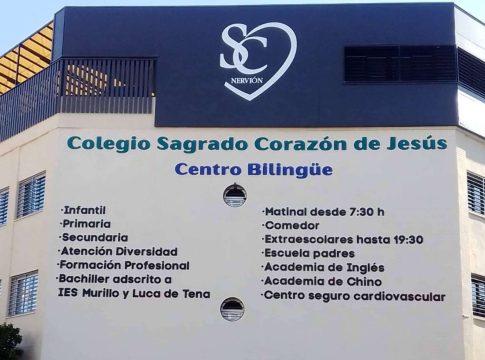 SC
NERVIÓN
Colegio Sagrado Corazón de Jesús
Centro Bilingüe
·Infantil
·Primaria
·Secundaria
·Atención Diversidad
·Formación Profesional
·Bachiller adscrito a
IES Murillo y Luca de Tena
·Matinal desde 7:30 h
·Comedor
·Extraescolares hasta 19:30
·Escuela padres
·Academia de Inglés
·Academia de Chino
·Centro seguro cardiovascular